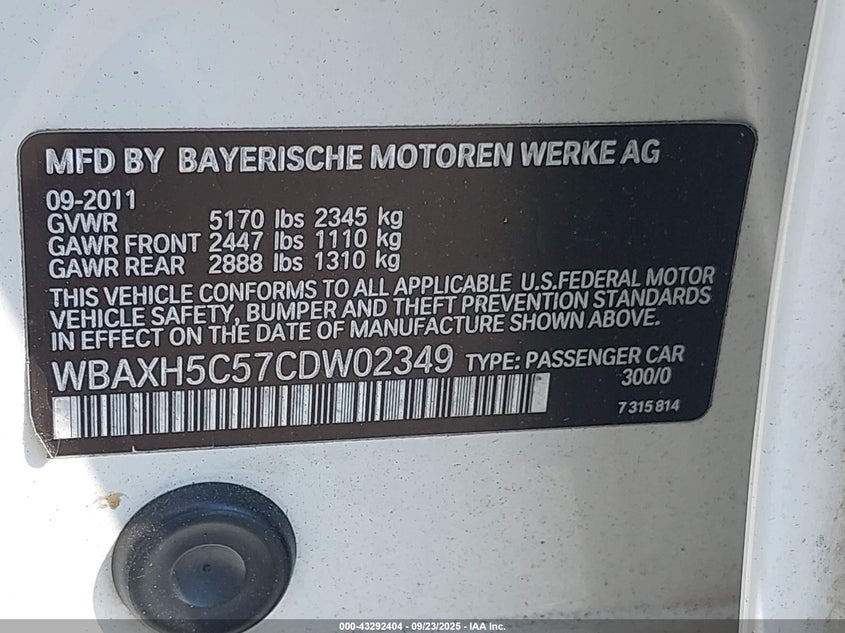 MFD BY BAYERISCHE MOTOREN WERKE AG
09-2011
GVWR 5170 lbs 2345 kg
GAWR FRONT 2447 lbs 1110 kg
GAWR REAR 2888 lbs 1310 kg
THIS VEHICLE CONFORMS TO ALL APPLICABLE U.S.FEDERAL MOTOR
VEHICLE SAFETY, BUMPER AND THEFT PREVENTION STANDARDS
IN EFFECT ON THE DATE OF MANUFACTURE SHOWN ABOVE.
WBAXH5C57CDW02349 TYPE: PASSENGER CAR
300/0
7315814
000-43292404 - 09/23/2025 - IAA Inc.